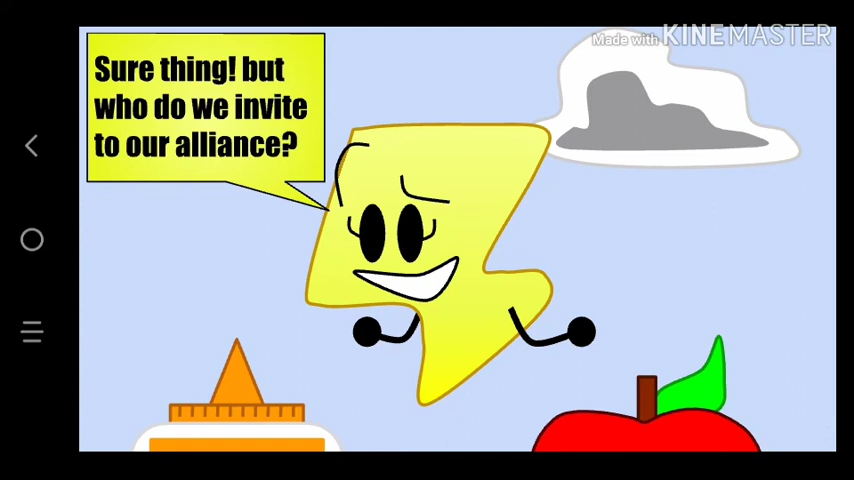 Made with KINEMASTER
Sure thing! but
who do we invite
to our alliance?